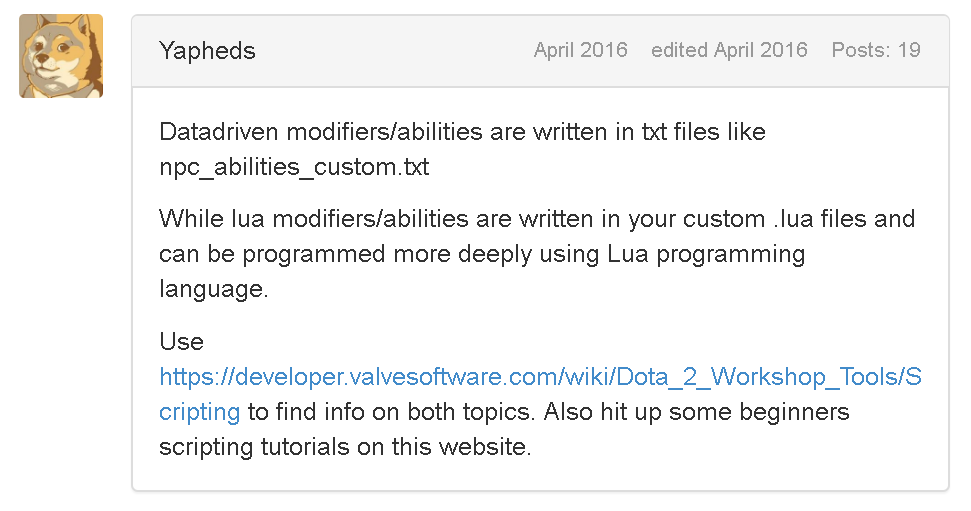 Yapheds April 2016 edited April 2016 Posts: 19
Datadriven modifiers/abilities are written in txt files like
npc_abilities_custom.txt
While lua modifiers/abilities are written in your custom .lua files and
can be programmed more deeply using Lua programming
language.
Use
https://developer.valvesoftware.com/wiki/Dota_2_Workshop_Tools/S
cripting to find info on both topics. Also hit up some beginners
scripting tutorials on this website.